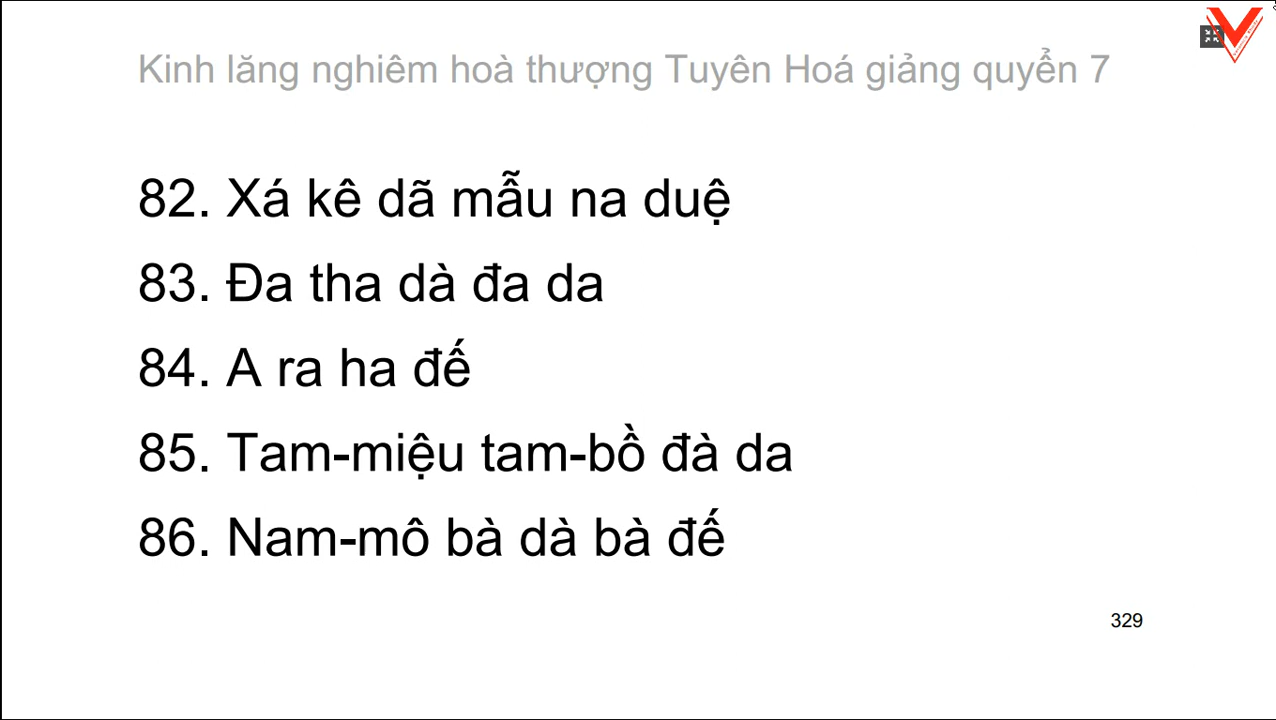 Kinh lăng nghiêm hoà thượng Tuyên Hoá giảng quyển 7
82. Xá kê dã mẫu na duệ
83. Đa tha dà đa da
84. A ra ha đế
85. Tam-miệu tam-bồ đà da
86. Nam-mô bà dà bà đế
329